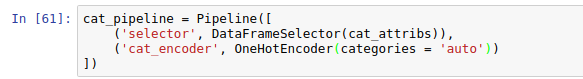 In [61]: cat_pipeline = Pipeline([
    ('selector', DataFrameSelector(cat_attribs)),
    ('cat_encoder', OneHotEncoder(categories = 'auto'))
])